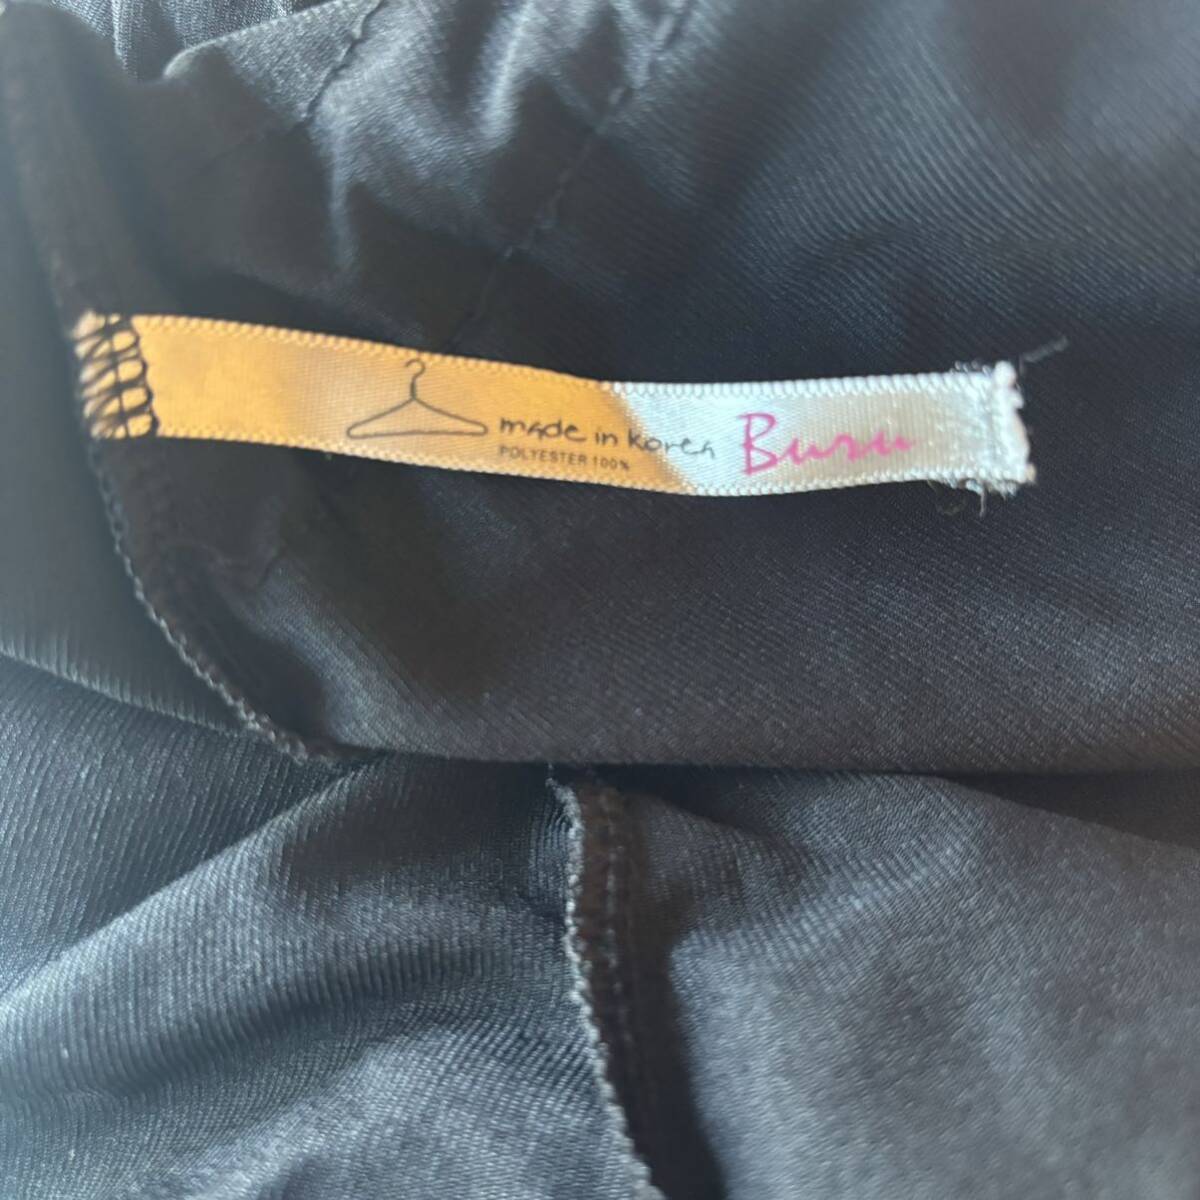 made in korea Buru
POLYESTER 100%